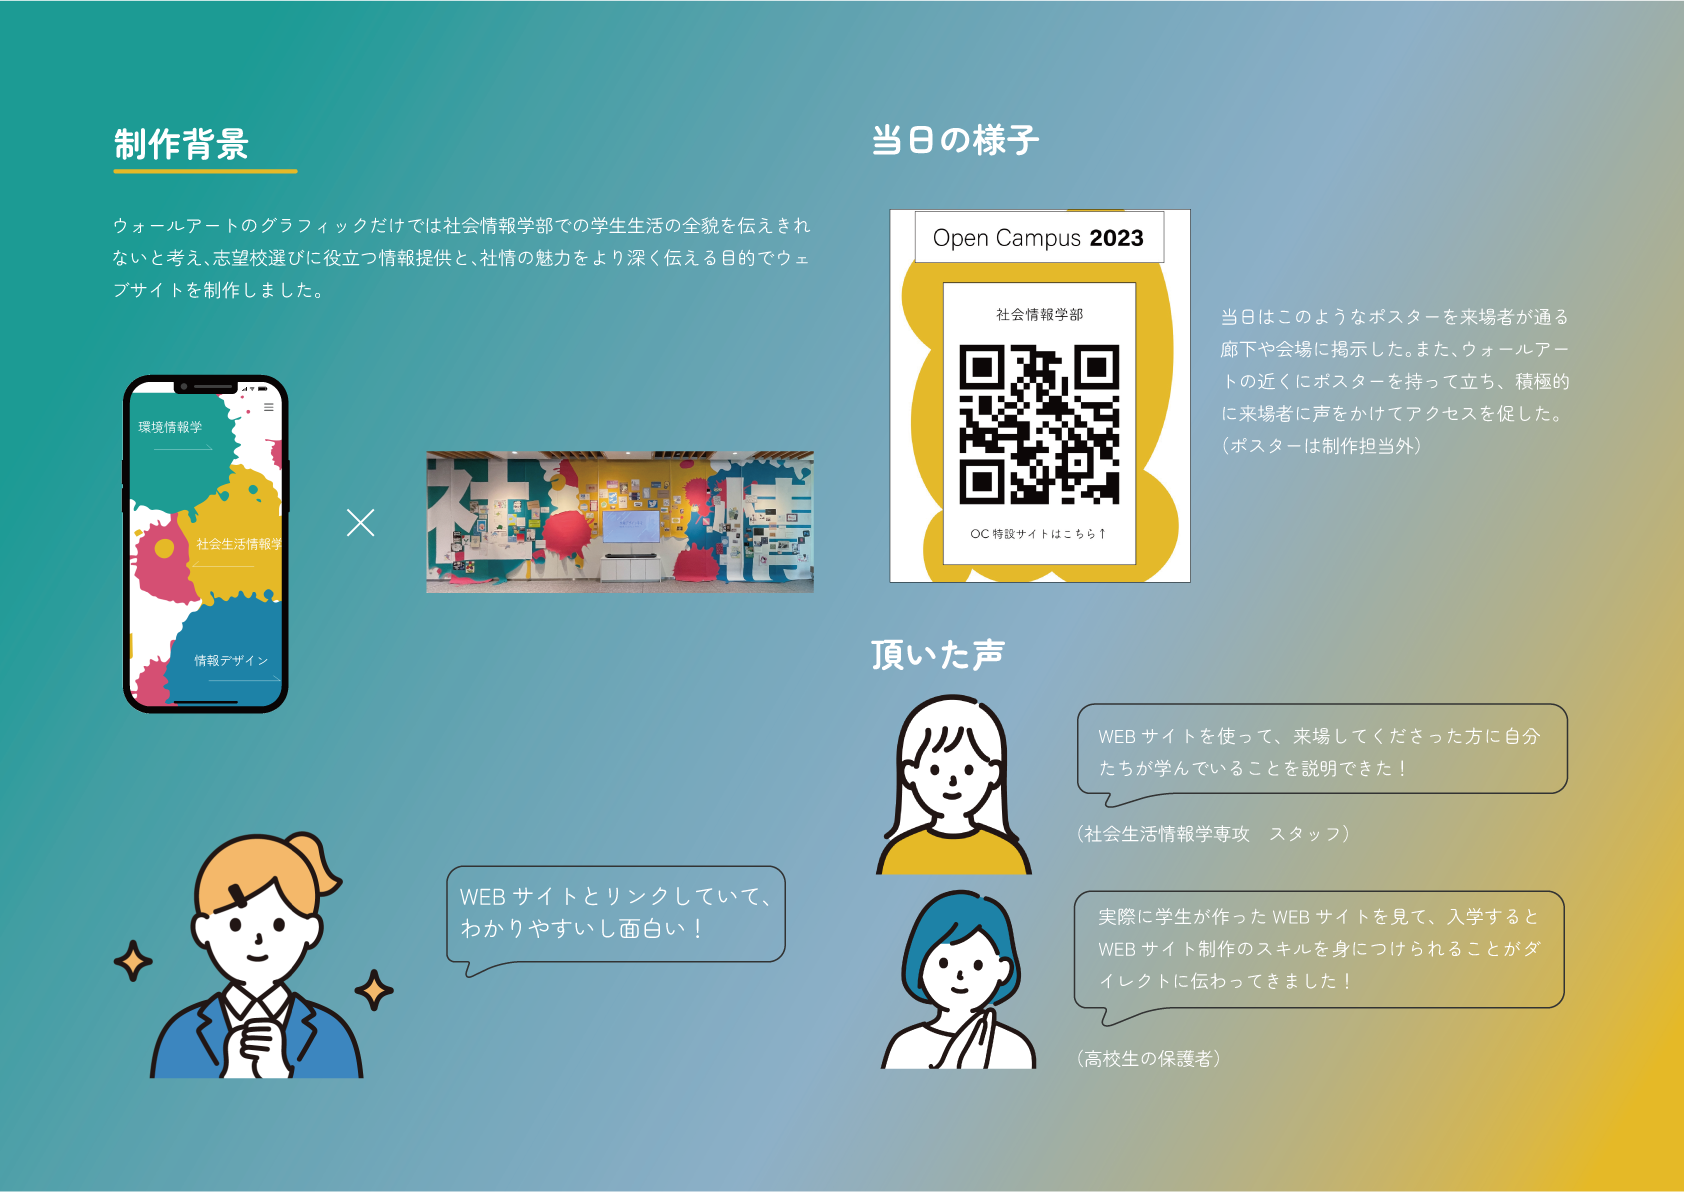 制作背景
ウォールアートのグラフィックだけでは社会情報学部での学生生活の全貌を伝えきれ
ないと考え、志望校選びに役立つ情報提供と、社情の魅力をより深く伝える目的でウェ
ブサイトを制作しました。
環境情報学
社会生活情報学
情報デザイン
社情
WEB サイトとリンクしていて、
わかりやすいし面白い！
当日の様子
Open Campus 2023
社会情報学部
OC 特設サイトはこちら↑
当日はこのようなポスターを来場者が通る
廊下や会場に掲示した。また、ウォールアー
トの近くにポスターを持って立ち、積極的
に来場者に声をかけてアクセスを促した。
（ポスターは制作担当外）
頂いた声
WEB サイトを使って、来場してくださった方に自分
たちが学んでいることを説明できた！
（社会生活情報学専攻　スタッフ）
実際に学生が作った WEB サイトを見て、入学すると
WEB サイト制作のスキルを身につけられることがダ
イレクトに伝わってきました！
（高校生の保護者）